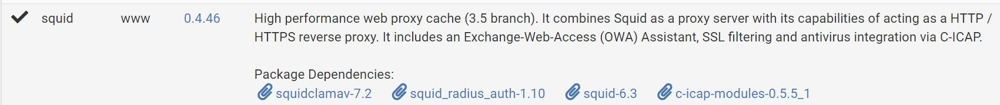 squid www 0.4.46 High performance web proxy cache (3.5 branch). It combines Squid as a proxy server with its capabilities of acting as a HTTP /
HTTPS reverse proxy. It includes an Exchange-Web-Access (OWA) Assistant, SSL filtering and antivirus integration via C-ICAP.
Package Dependencies:
squidclamav-7.2 squid_radius_auth-1.10 squid-6.3 c-icap-modules-0.5.5_1